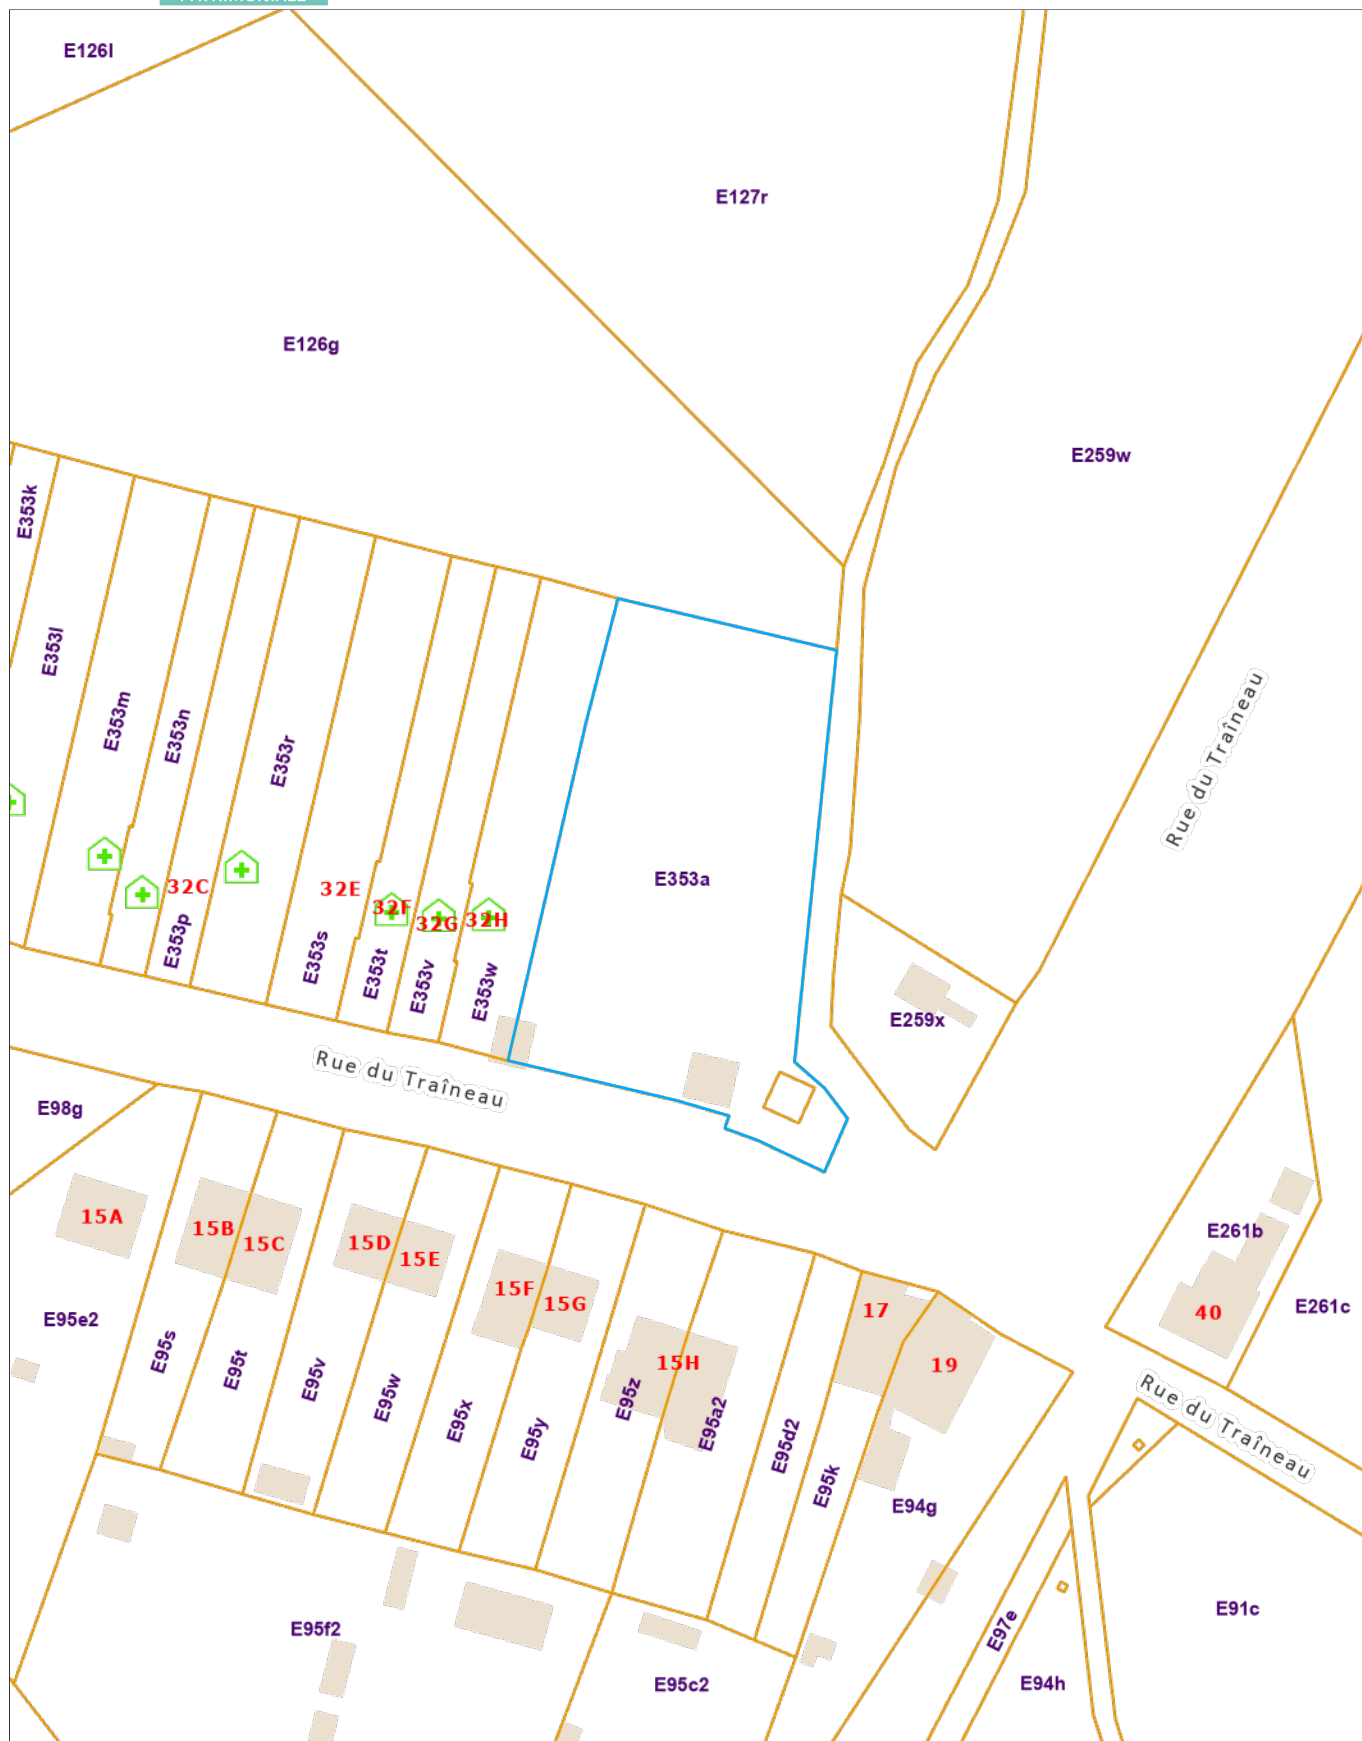 E126l
E127r
E126g
E259w
E353k
E353l
E353m
E353n
E353r
Rue du Traîneau
E353a
32C
32E
32F
32G
32H
E353p
E353s
E353t
E353v
E353w
E259x
Rue du Traîneau
E98g
15A
15B
15C
15D
15E
15F
15G
15H
17
19
E261b
40
E261c
E95e2
E95s
E95t
E95v
E95w
E95x
E95y
E95z
E95a2
E95d2
E95k
E94g
Rue du Traîneau
E97e
E91c
E95f2
E95c2
E94h